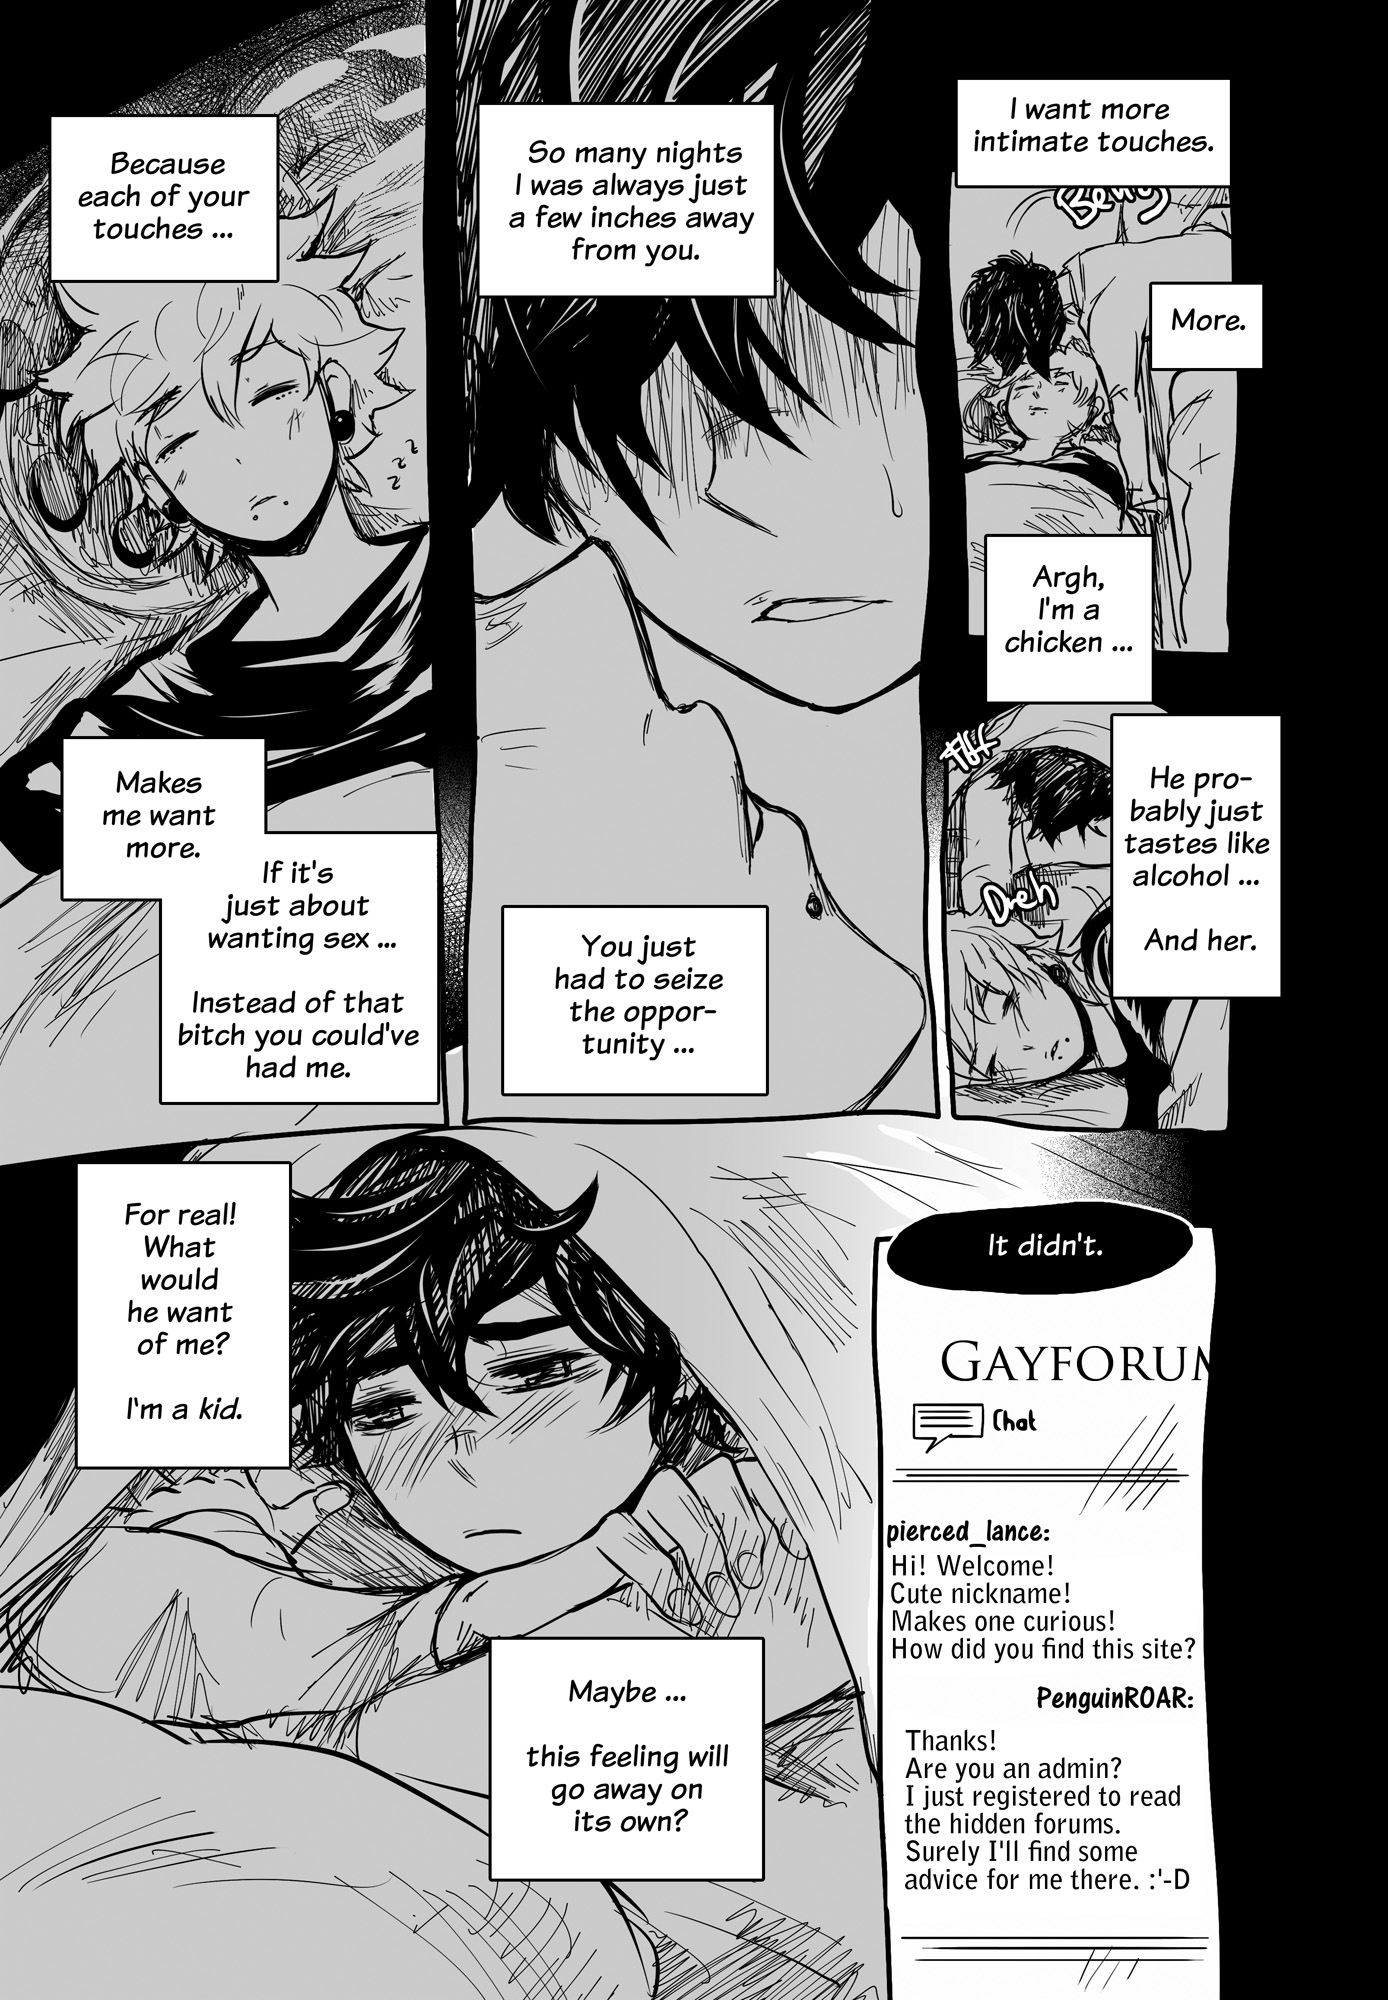 Because
each of your
touches ...
Makes
me want
more.
If it's
just about
wanting sex ...
Instead of that
bitch you could've
had me.
zzz
So many nights
I was always just
a few inches away
from you.
You just
had to seize
the oppor-
tunity ...
I want more
intimate touches.
More.
Argh,
I'm a
chicken ...
He pro-
bably just
tastes like
alcohol ...
And her.
Dreh
For real!
What
would
he want
of me?
I'm a kid.
Maybe ...
this feeling will
go away on
its own?
It didn't.
GAYFORUM
Chat
pierced_lance:
Hi! Welcome!
Cute nickname!
Makes one curious!
How did you find this site?
PenguinROAR:
Thanks!
Are you an admin?
I just registered to read
the hidden forums.
Surely I'll find some
advice for me there. :'-D